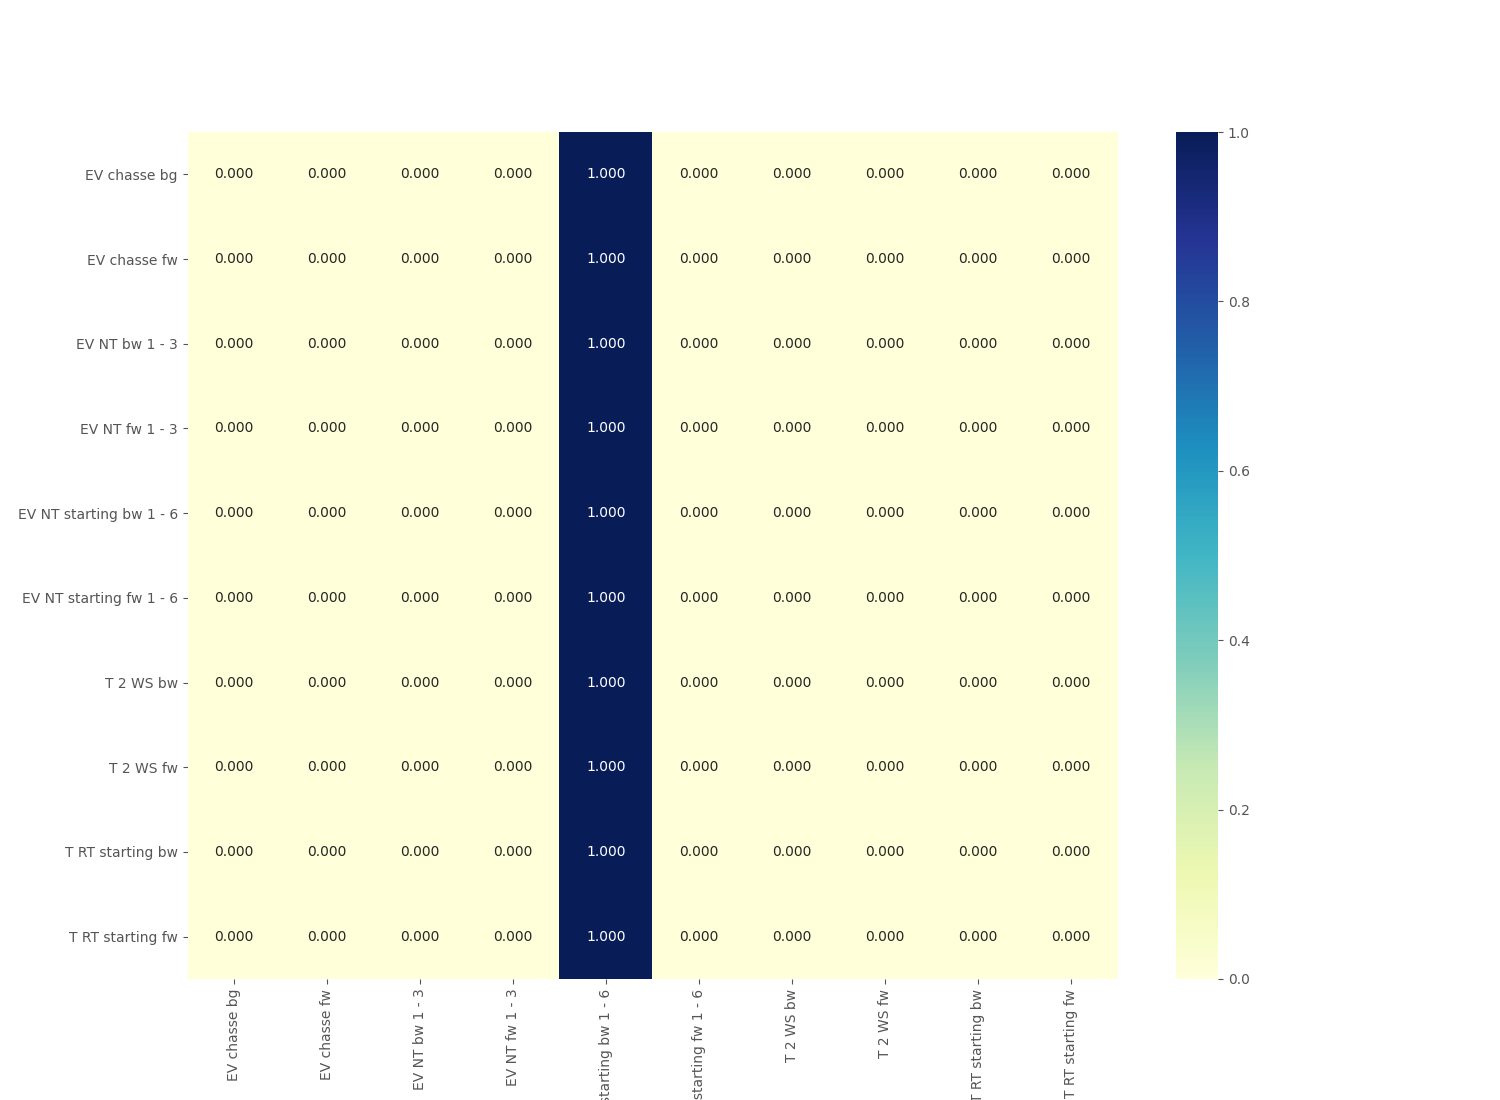 EV chasse bg 0.000 0.000 0.000 0.000 1.000 0.000 0.000 0.000 0.000 0.000
EV chasse fw 0.000 0.000 0.000 0.000 1.000 0.000 0.000 0.000 0.000 0.000
EV NT bw 1 - 3 0.000 0.000 0.000 0.000 1.000 0.000 0.000 0.000 0.000 0.000
EV NT fw 1 - 3 0.000 0.000 0.000 0.000 1.000 0.000 0.000 0.000 0.000 0.000
EV NT starting bw 1 - 6 0.000 0.000 0.000 0.000 1.000 0.000 0.000 0.000 0.000 0.000
EV NT starting fw 1 - 6 0.000 0.000 0.000 0.000 1.000 0.000 0.000 0.000 0.000 0.000
T 2 WS bw 0.000 0.000 0.000 0.000 1.000 0.000 0.000 0.000 0.000 0.000
T 2 WS fw 0.000 0.000 0.000 0.000 1.000 0.000 0.000 0.000 0.000 0.000
T RT starting bw 0.000 0.000 0.000 0.000 1.000 0.000 0.000 0.000 0.000 0.000
T RT starting fw 0.000 0.000 0.000 0.000 1.000 0.000 0.000 0.000 0.000 0.000
EV chasse bg
EV chasse fw
EV NT bw 1 - 3
EV NT fw 1 - 3
starting bw 1 - 6
starting fw 1 - 6
T 2 WS bw
T 2 WS fw
T RT starting bw
T RT starting fw
1.0
0.8
0.6
0.4
0.2
0.0